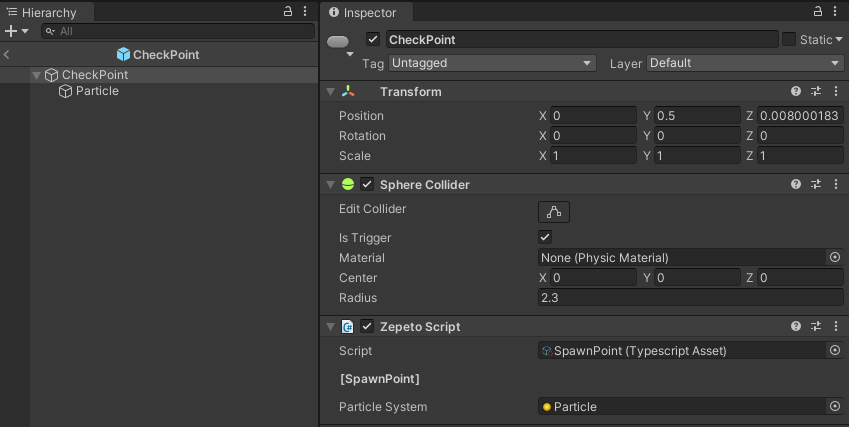 Hierarchy
All
CheckPoint
CheckPoint
Particle
Inspector
CheckPoint
Static
Tag Untagged Layer Default
Transform
Position X 0 Y 0.5 Z 0.008000183
Rotation X 0 Y 0 Z 0
Scale X 1 Y 1 Z 1
Sphere Collider
Edit Collider
Is Trigger
Material None (Physic Material)
Center X 0 Y 0 Z 0
Radius 2.3
Zepeto Script
Script SpawnPoint (Typescript Asset)
[SpawnPoint]
Particle System Particle